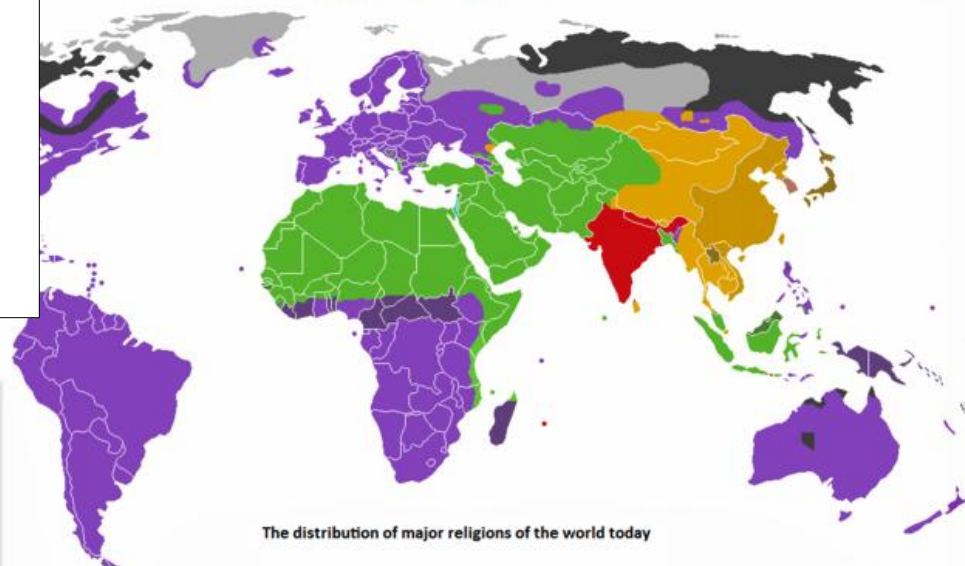 The distribution of major religions of the world today